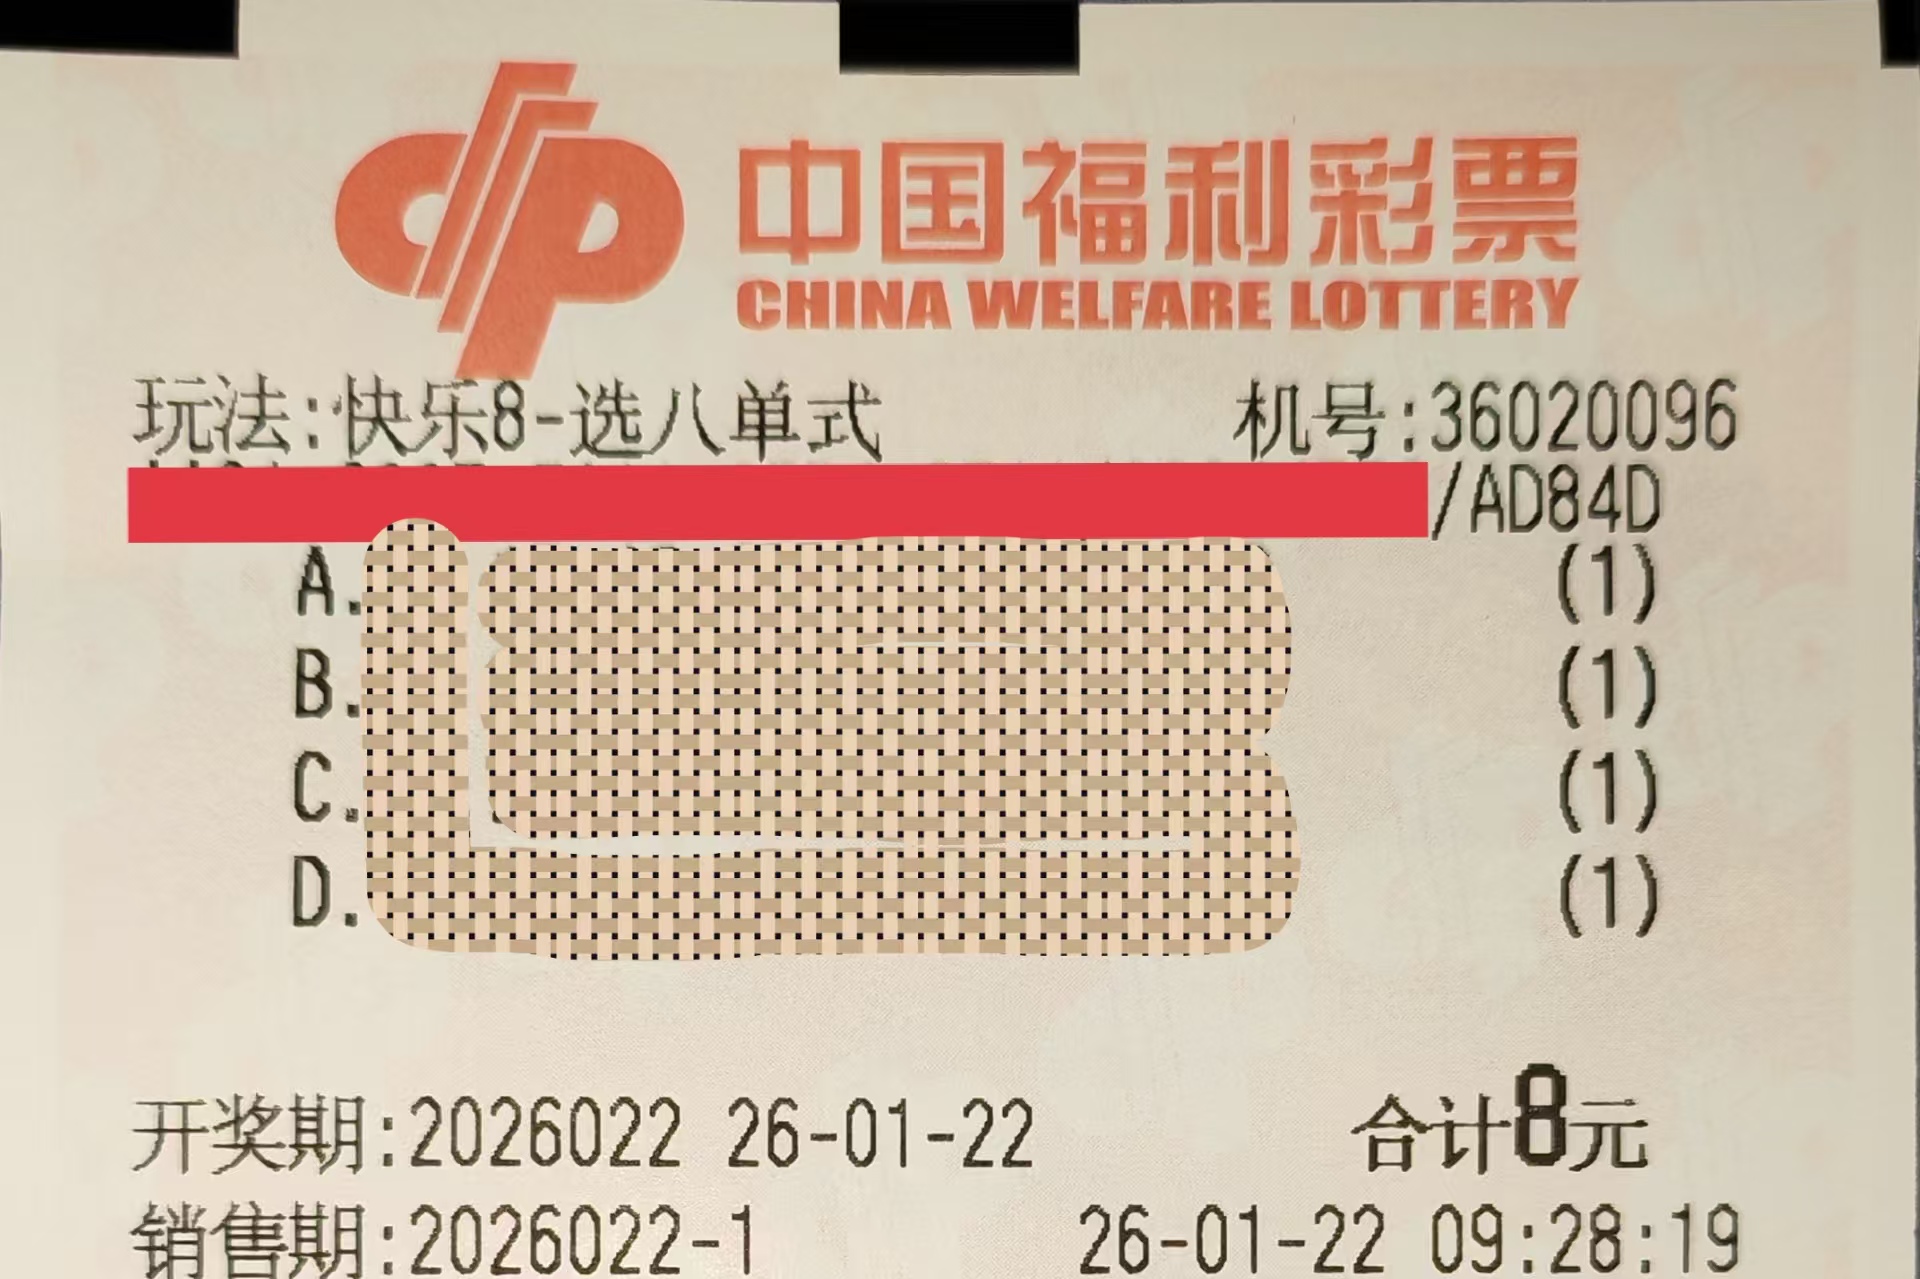 中国福利彩票
CHINA WELFARE LOTTERY
玩法:快乐8-选八单式 机号:36020096
/AD84D
A. (1)
B. (1)
C. (1)
D. (1)
开奖期:2026022 26-01-22 合计8元
销售期:2026022-1 26-01-22 09:28:19